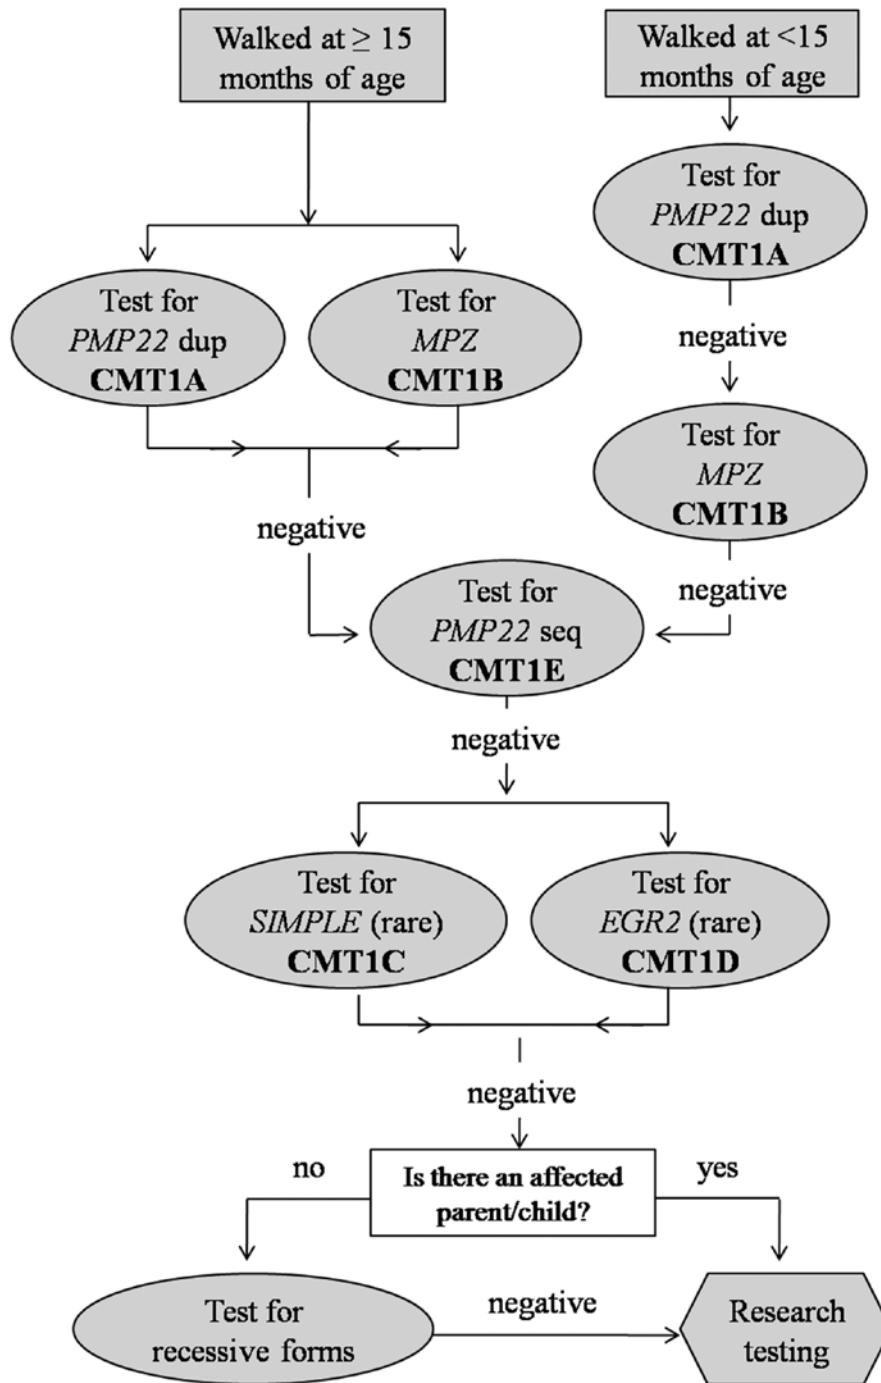 Walked at ≥ 15
months of age
Walked at <15
months of age
Test for
PMP22 dup
CMT1A
negative
Test for
PMP22 dup
CMT1A
Test for
MPZ
CMT1B
Test for
MPZ
CMT1B
negative
negative
Test for
PMP22 seq
CMT1E
negative
Test for
SIMPLE (rare)
CMT1C
Test for
EGR2 (rare)
CMT1D
negative
no
Is there an affected
parent/child?
yes
Test for
recessive forms
negative
Research
testing